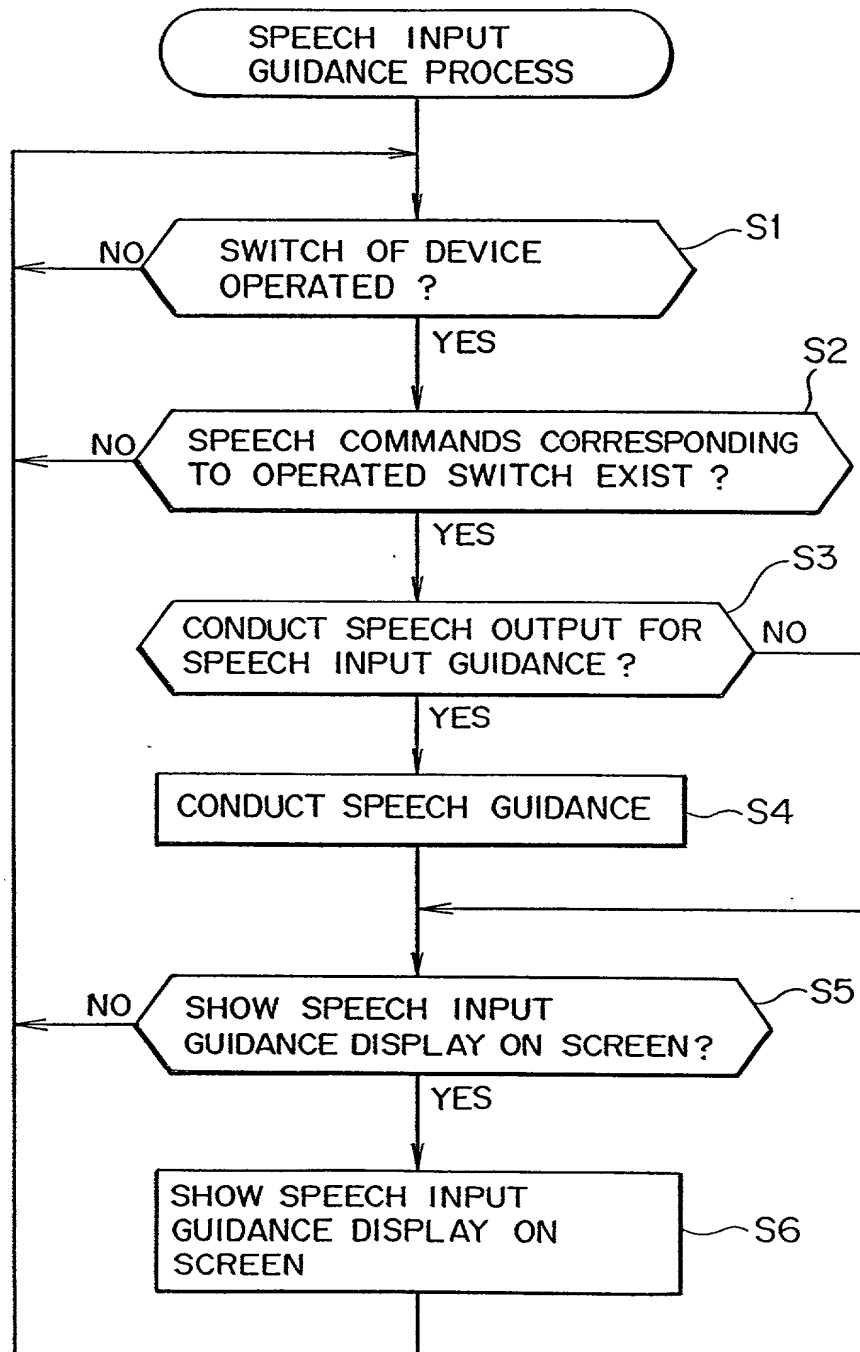 SPEECH INPUT
GUIDANCE PROCESS
S1
NO
SWITCH OF DEVICE
OPERATED ?
YES
S2
NO
SPEECH COMMANDS CORRESPONDING
TO OPERATED SWITCH EXIST ?
YES
S3
CONDUCT SPEECH OUTPUT FOR
SPEECH INPUT GUIDANCE ?
NO
YES
CONDUCT SPEECH GUIDANCE
S4
S5
NO
SHOW SPEECH INPUT
GUIDANCE DISPLAY ON SCREEN ?
YES
SHOW SPEECH INPUT
GUIDANCE DISPLAY ON
SCREEN
S6